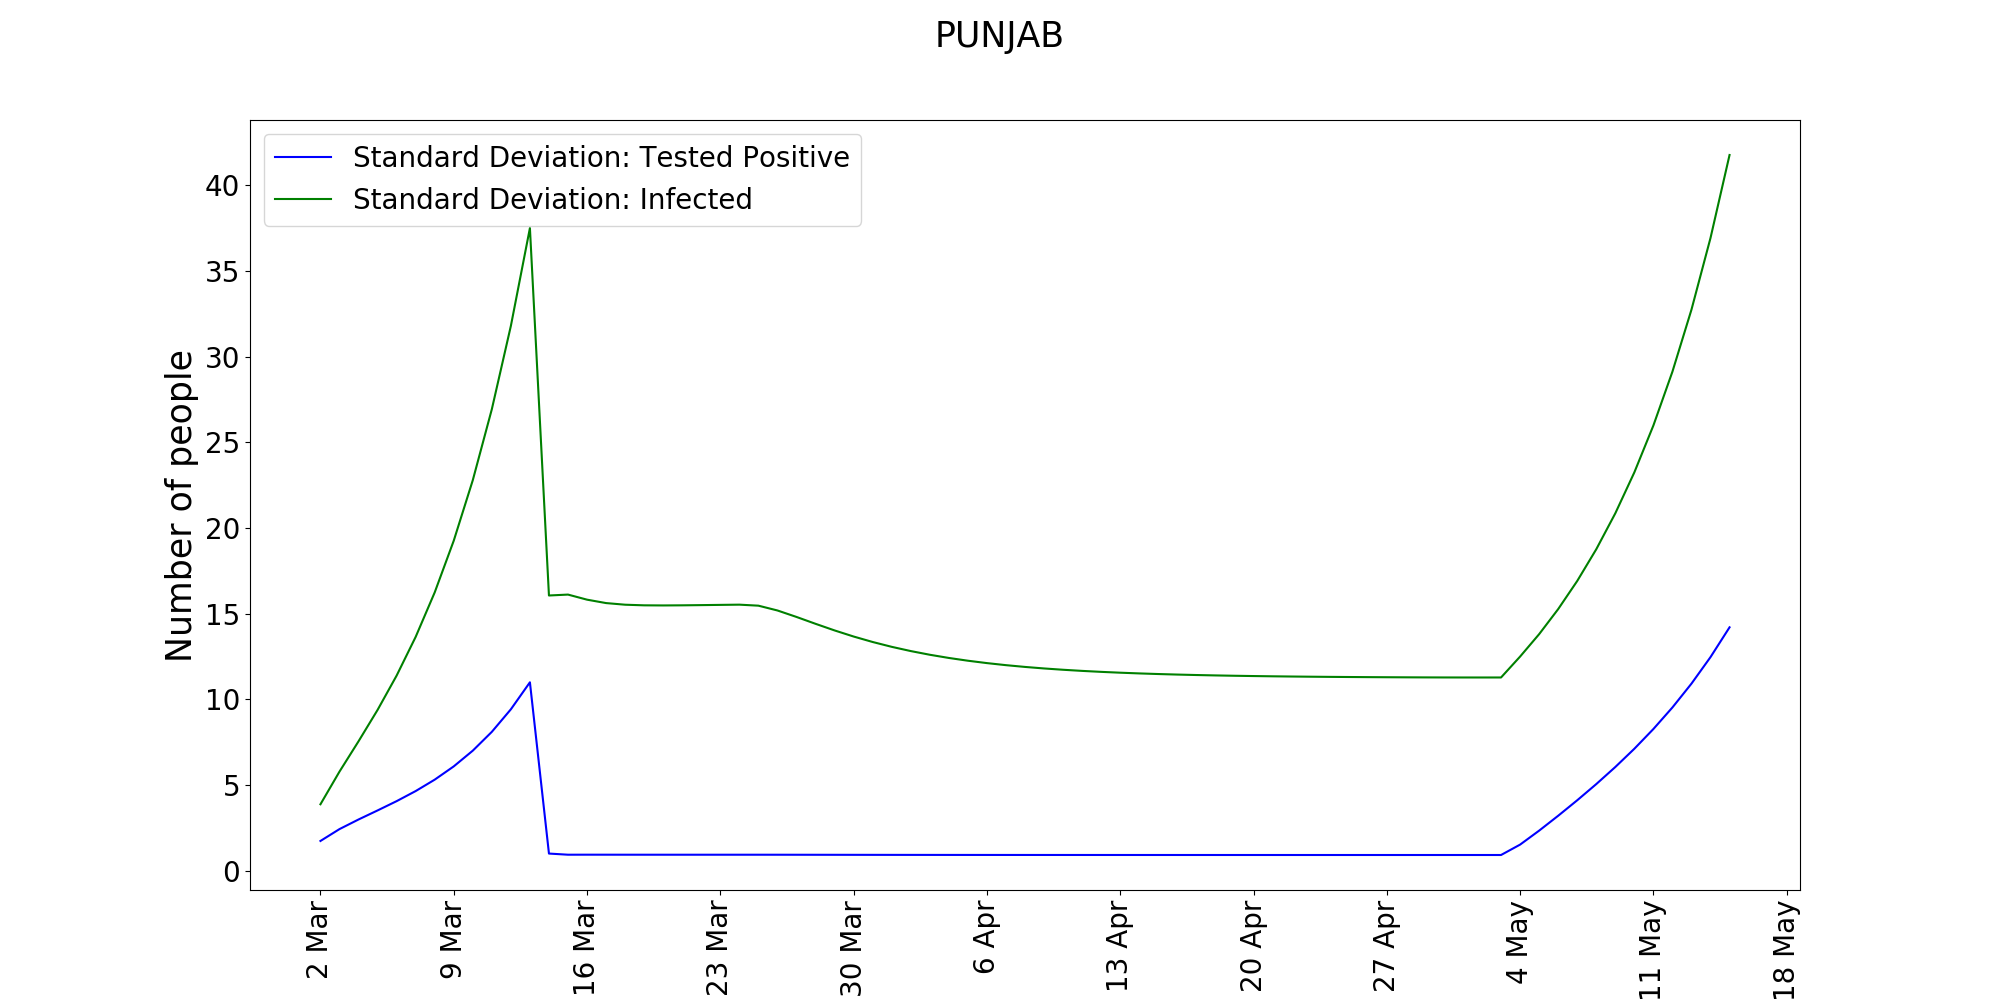 PUNJAB
Standard Deviation: Tested Positive
Standard Deviation: Infected
Number of people
40
35
30
25
20
15
10
5
0
2 Mar
9 Mar
16 Mar
23 Mar
30 Mar
6 Apr
13 Apr
20 Apr
27 Apr
4 May
11 May
18 May